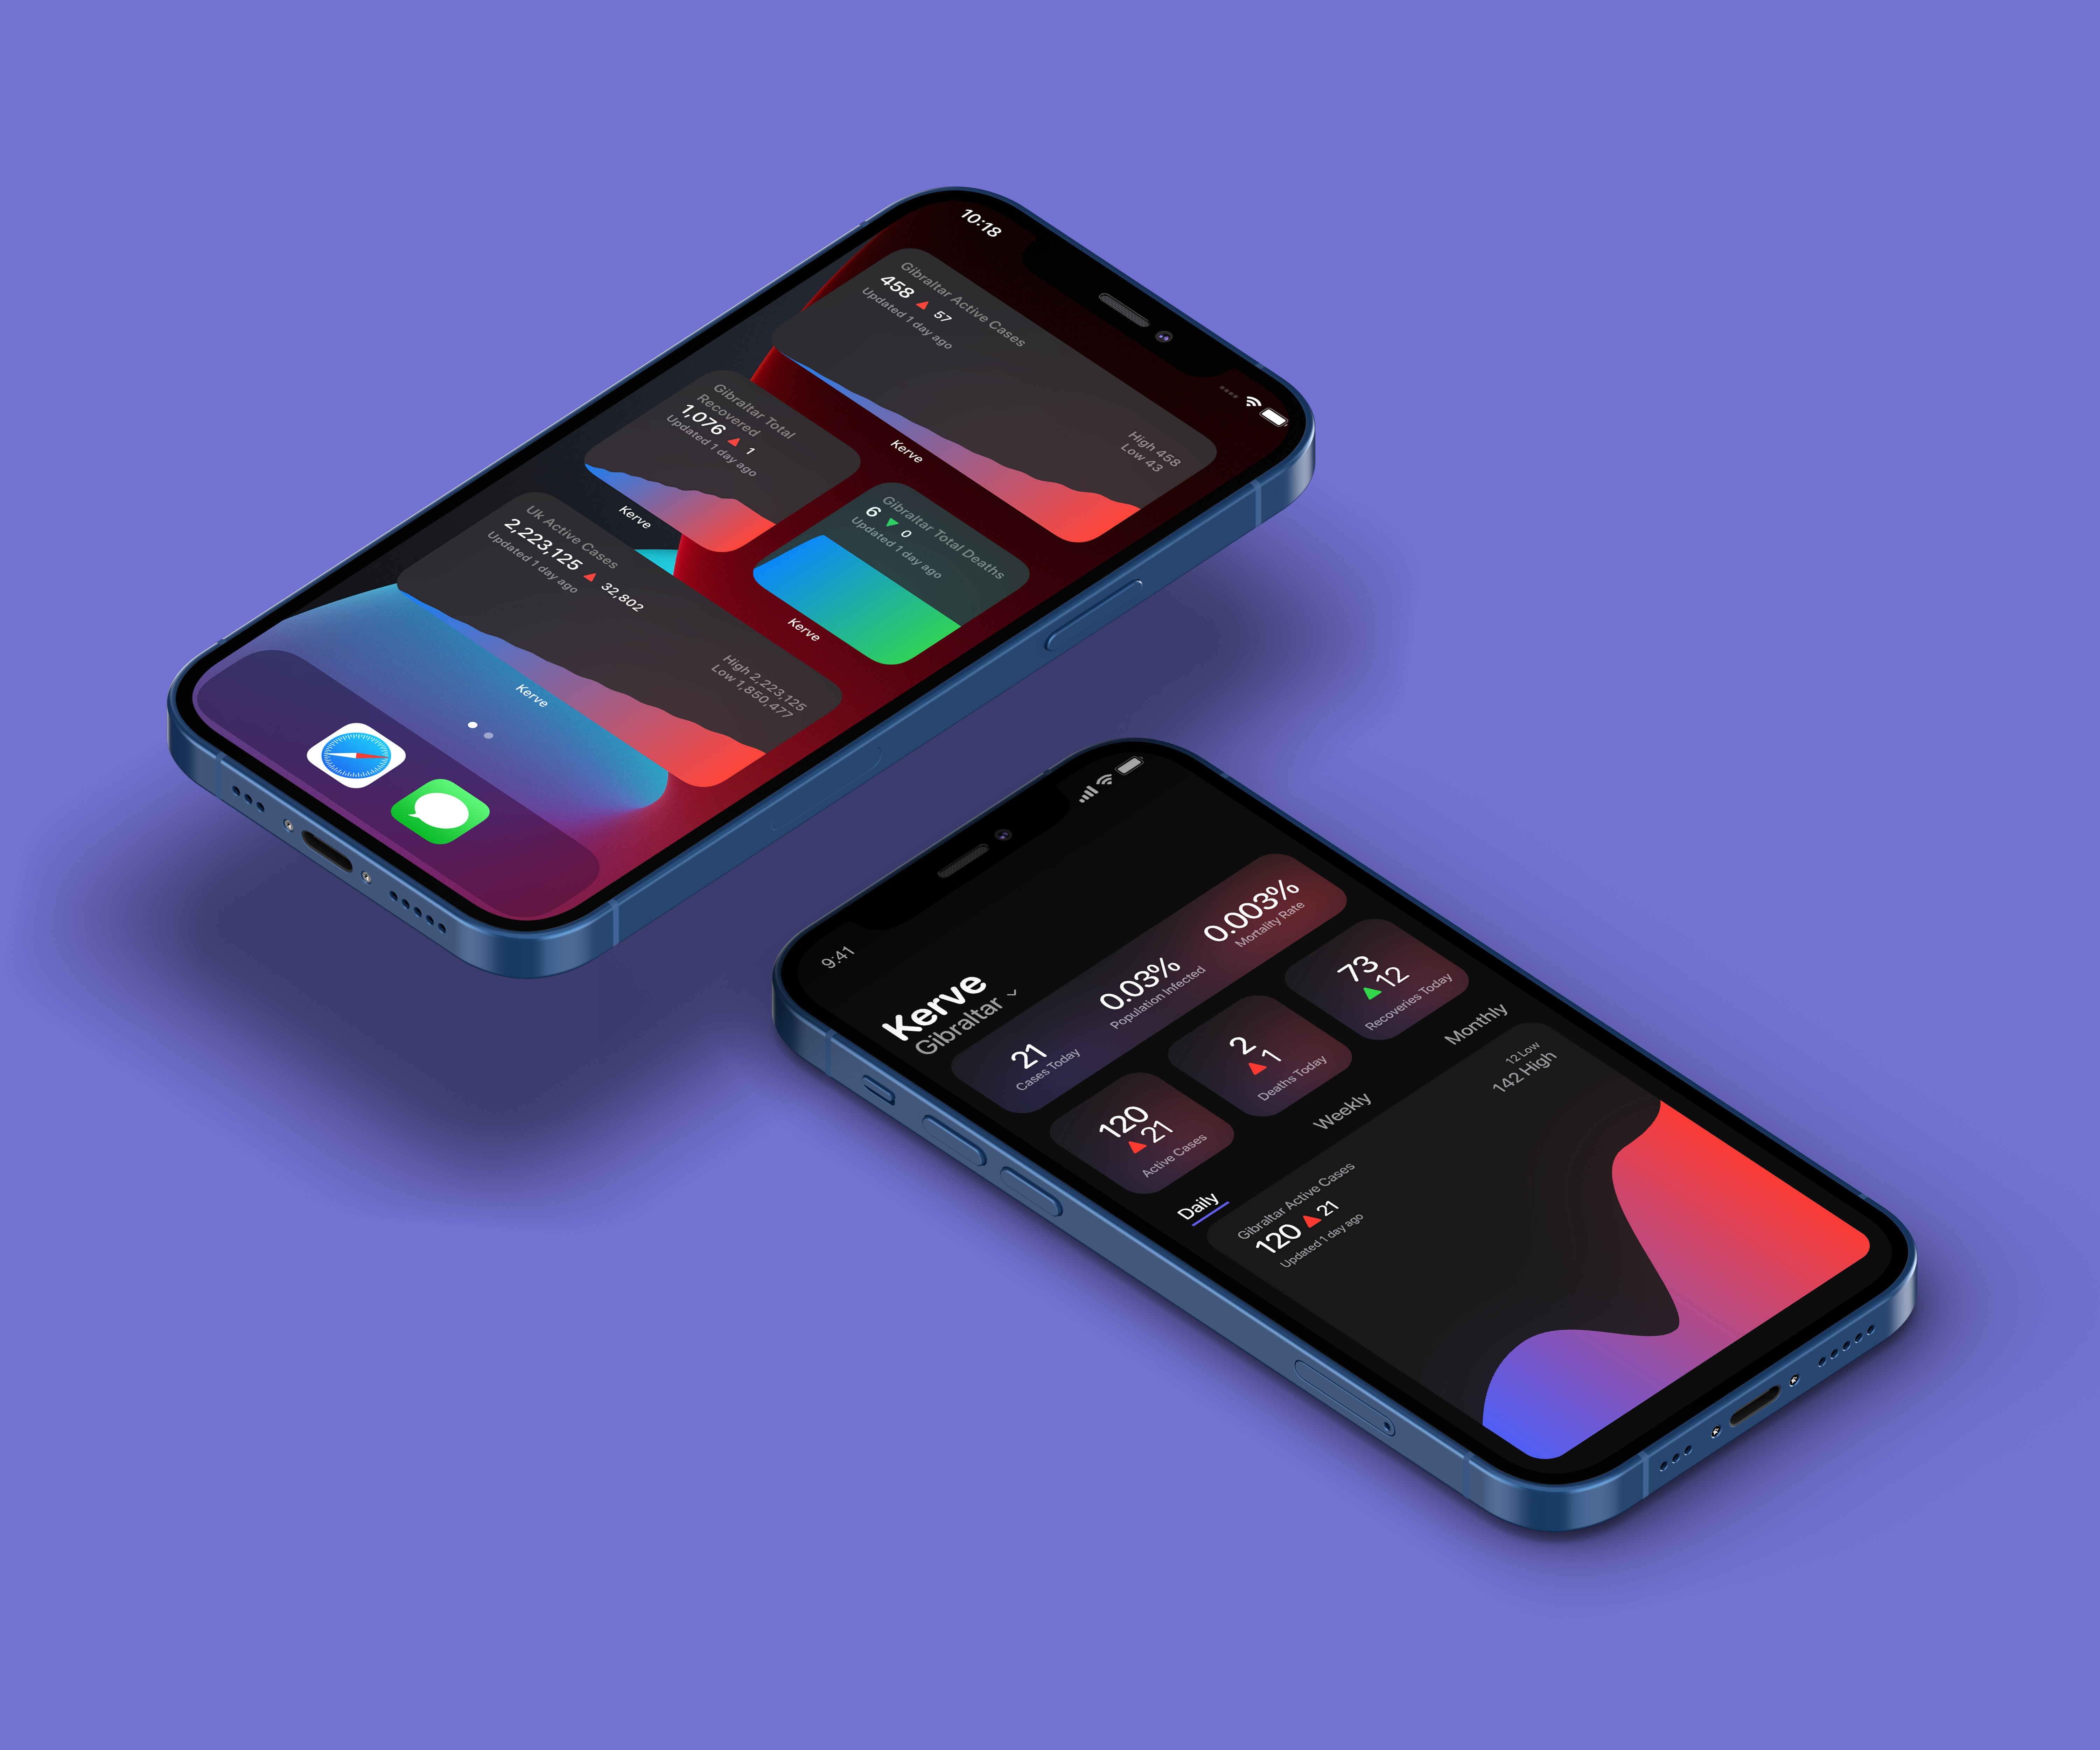 10:18
Gibraltar Active Cases
458 ▲ 57
Updated 1 day ago
High 458
Low 43
Kerve
Gibraltar Total
Recovered
1,076 ▲ 1
Updated 1 day ago
Kerve
Gibraltar Total Deaths
6 ▼ 0
Updated 1 day ago
Kerve
Uk Active Cases
2,223,125 ▲ 32,802
Updated 1 day ago
High 2,223,125
Low 1,850,477
Kerve
9:41
Kerve
Gibraltar
21
Cases Today
0.03%
Population Infected
0.003%
Mortality Rate
120
▲21
Active Cases
2
▲1
Deaths Today
73
▲12
Recoveries Today
Daily
Weekly
Monthly
Gibraltar Active Cases
120 ▲ 21
Updated 1 day ago
12 Low
142 High